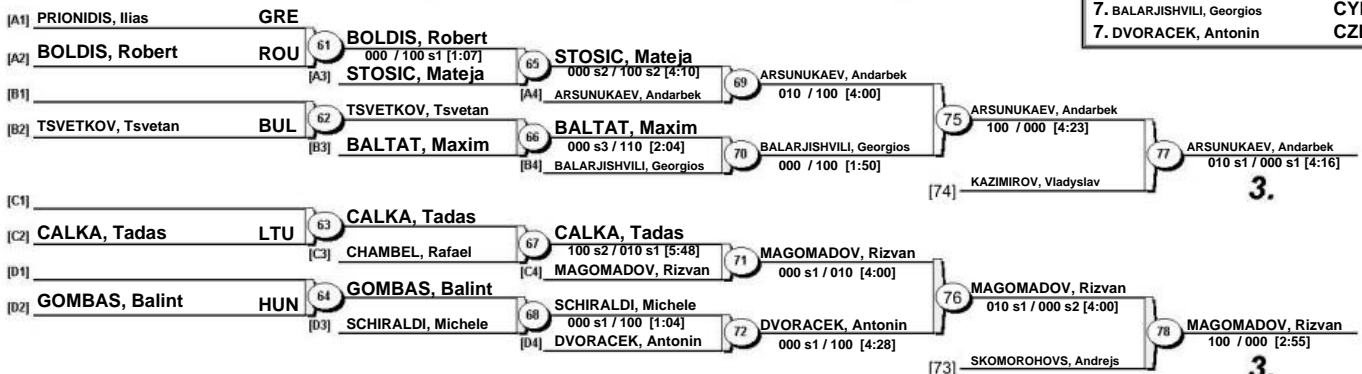 7. BALARJISHVILI, Georgios
7. DVORACEK, Antonin CZ
[A1] PRIONIDIS, Ilias GRE
[A2] BOLDIS, Robert ROU
61 BOLDIS, Robert
000 / 100 s1 [1:07]
[A3] STOSIC, Mateja
65 STOSIC, Mateja
000 s2 / 100 s2 [4:10]
[A4] ARSUNUKAEV, Andarbek
69 ARSUNUKAEV, Andarbek
010 / 100 [4:00]
[B1]
[B2] TSVETKOV, Tsvetan BUL
62 TSVETKOV, Tsvetan
[B3] BALTAT, Maxim
66 BALTAT, Maxim
000 s3 / 110 [2:04]
[B4] BALARJISHVILI, Georgios
70 BALARJISHVILI, Georgios
000 / 100 [1:50]
75 ARSUNUKAEV, Andarbek
100 / 000 [4:23]
[74] KAZIMIROV, Vladyslav
77 ARSUNUKAEV, Andarbek
010 s1 / 000 s1 [4:16]
3.
[C1]
[C2] CALKA, Tadas LTU
63 CALKA, Tadas
[C3] CHAMBEL, Rafael
67 CALKA, Tadas
100 s2 / 010 s1 [5:48]
[C4] MAGOMADOV, Rizvan
71 MAGOMADOV, Rizvan
000 s1 / 010 [4:00]
[D1]
[D2] GOMBAS, Balint HUN
64 GOMBAS, Balint
[D3] SCHIRALDI, Michele
68 SCHIRALDI, Michele
000 s1 / 100 [1:04]
[D4] DVORACEK, Antonin
72 DVORACEK, Antonin
000 s1 / 100 [4:28]
76 MAGOMADOV, Rizvan
010 s1 / 000 s2 [4:00]
[73] SKOMOROHOVS, Andrejs
78 MAGOMADOV, Rizvan
100 / 000 [2:55]
3.